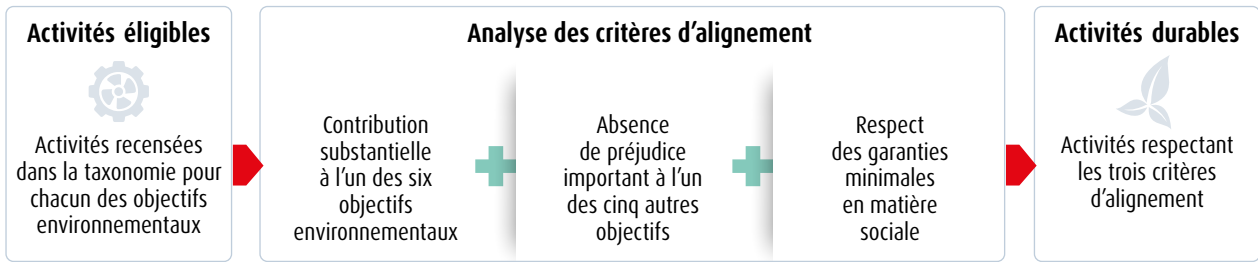 Activités éligibles
Activités recensées
dans la taxonomie pour
chacun des objectifs
environnementaux
Analyse des critères d’alignement
Contribution
substantielle
à l’un des six
objectifs
environnementaux
Absence
de préjudice
important à l’un
des cinq autres
objectifs
Respect
des garanties
minimales
en matière
sociale
Activités durables
Activités respectant
les trois critères
d’alignement